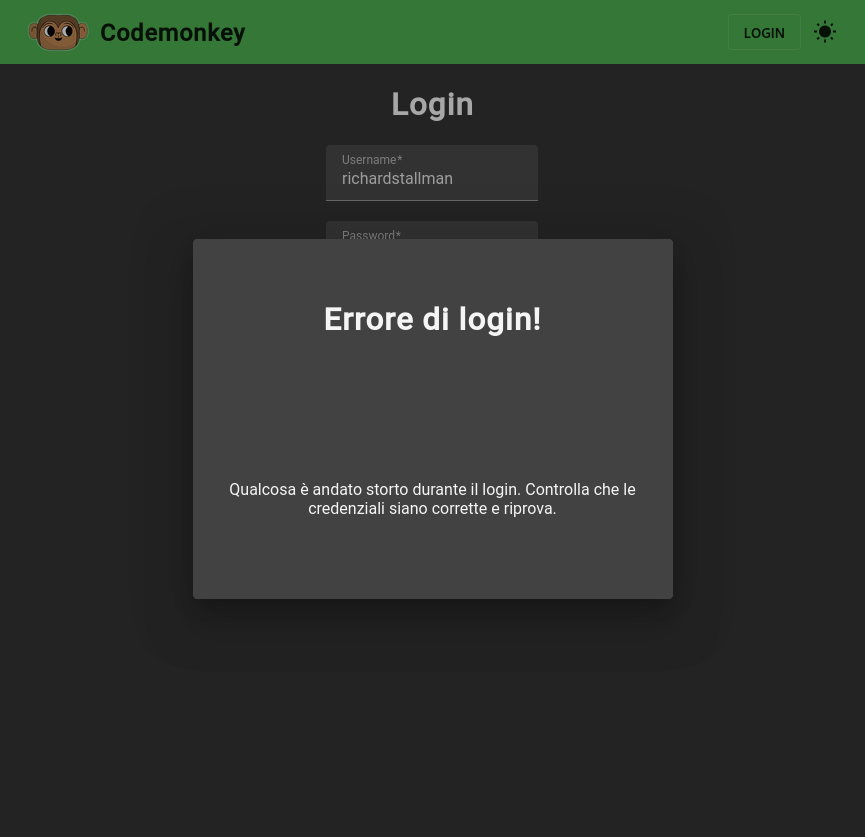 Codemonkey
LOGIN
Login
Username*
richardstallman
Password*
Errore di login!
Qualcosa è andato storto durante il login. Controlla che le
credenziali siano corrette e riprova.